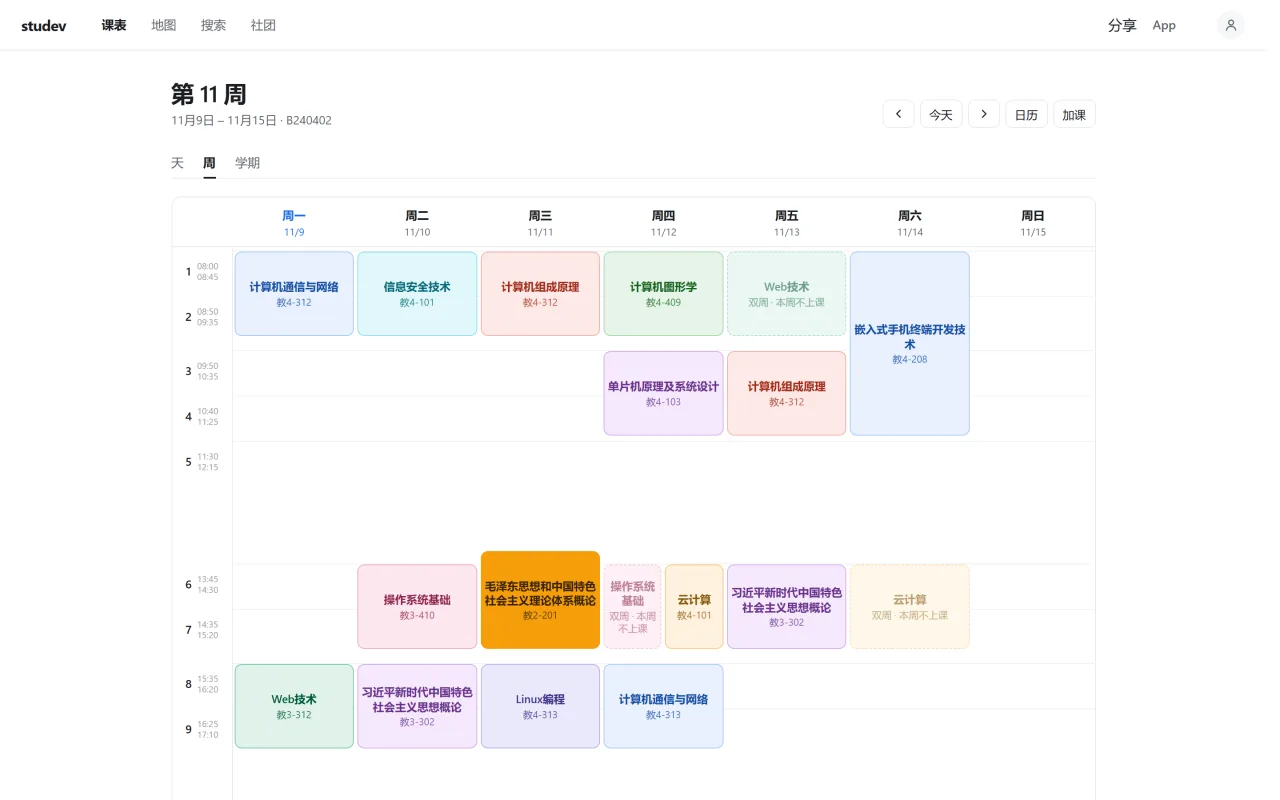 studev 课表 地图 搜索 社团 分享 App
第 11 周
11月9日 – 11月15日 · B240402
今天 日历 加课
天 周 学期
周一 周二 周三 周四 周五 周六 周日
11/9 11/10 11/11 11/12 11/13 11/14 11/15
1 08:00
08:45
计算机通信与网络
教4-312
信息安全技术
教4-101
计算机组成原理
教4-312
计算机图形学
教4-409
Web技术
双周 · 本周不上课
嵌入式手机终端开发技
术
教4-208
2 08:50
09:35
3 09:50
10:35
单片机原理及系统设计
教4-103
计算机组成原理
教4-312
4 10:40
11:25
5 11:30
12:15
6 13:45
14:30
操作系统基础
教3-410
毛泽东思想和中国特色
社会主义理论体系概论
教2-201
操作系统
基础
双周 · 本周
不上课
云计算
教4-101
习近平新时代中国特色
社会主义思想概论
教3-302
云计算
双周 · 本周不上课
7 14:35
15:20
8 15:35
16:20
Web技术
教3-312
习近平新时代中国特色
社会主义思想概论
教3-302
Linux编程
教4-313
计算机通信与网络
教4-313
9 16:25
17:10